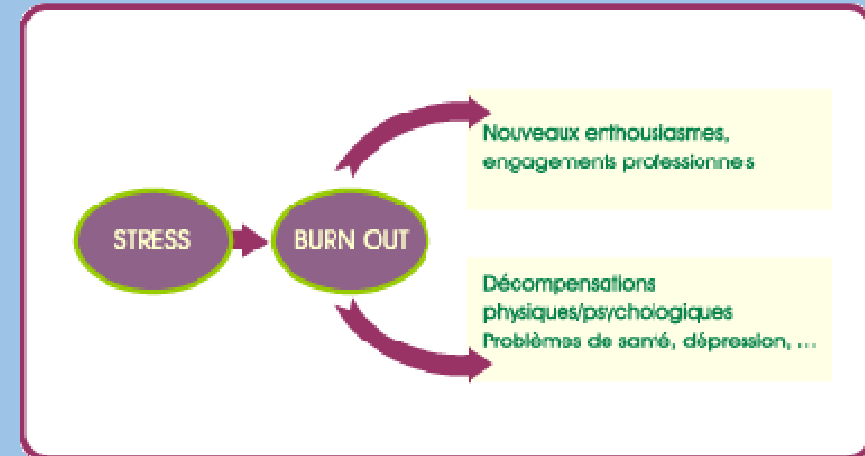 STRESS
BURN OUT
Nouveaux enthousiasmes,
engagements professionnels
Décompensations
physiques/psychologiques
Problèmes de santé, dépression, ...